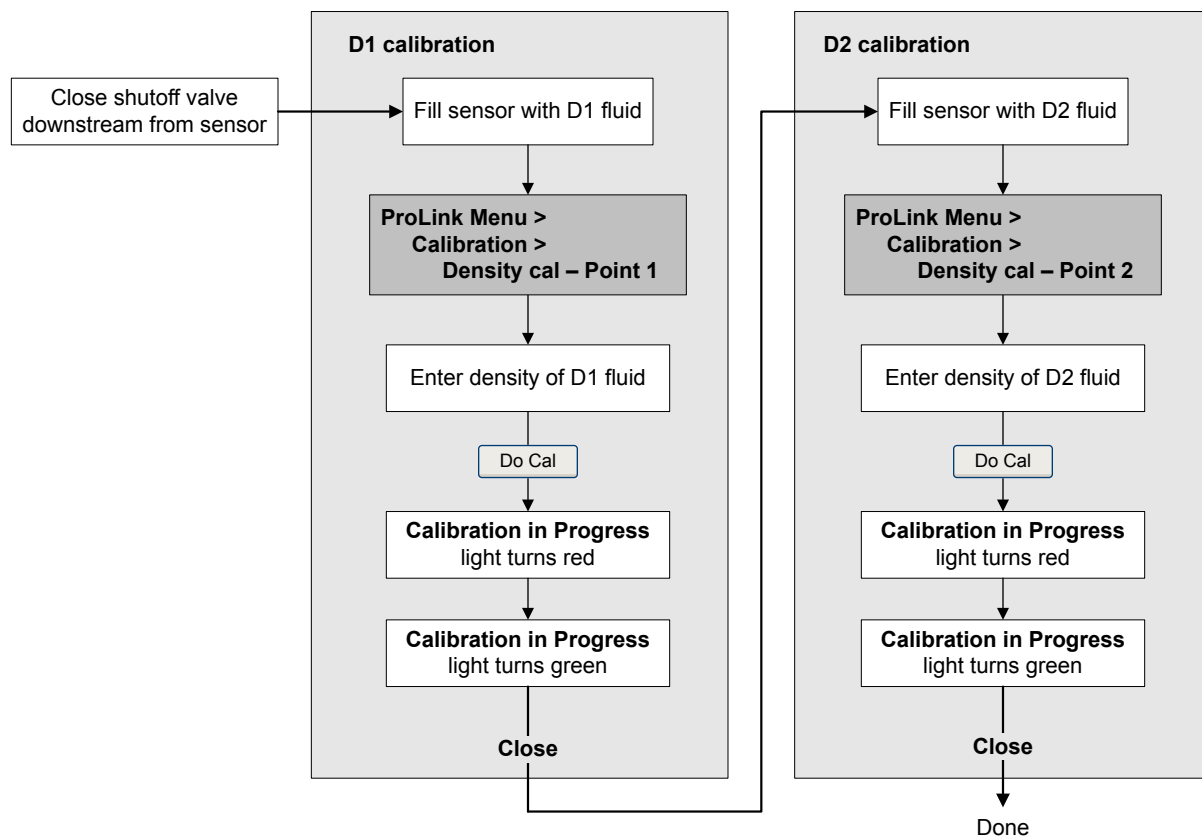 Close shutoff valve
downstream from sensor
D1 calibration
Fill sensor with D1 fluid
ProLink Menu >
Calibration >
Density cal – Point 1
Enter density of D1 fluid
Do Cal
Calibration in Progress
light turns red
Calibration in Progress
light turns green
Close
D2 calibration
Fill sensor with D2 fluid
ProLink Menu >
Calibration >
Density cal – Point 2
Enter density of D2 fluid
Do Cal
Calibration in Progress
light turns red
Calibration in Progress
light turns green
Close
Done